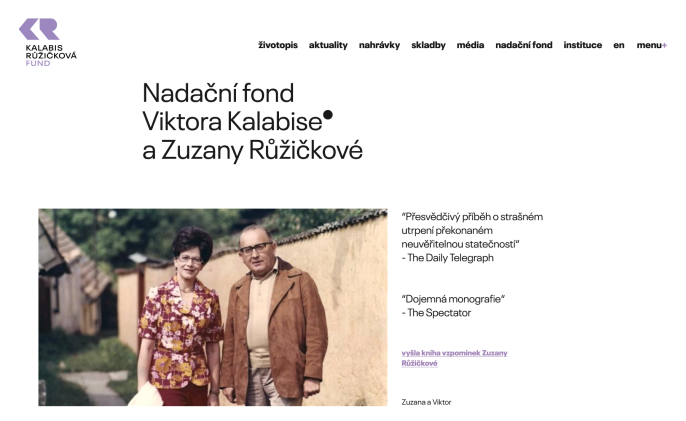 KALABIS
RŮŽIČKOVÁ
FUND
životopis aktuality nahrávky skladby média nadační fond instituce en menu+
Nadační fond
Viktora Kalabise
a Zuzany Růžičkové
“Přesvědčivý příběh o strašném
utrpení překonaném
neuvěřitelnou statečností“
- The Daily Telegraph
“Dojemná monografie“
- The Spectator
vyšla kniha vzpomínek Zuzany
Růžičkové
Zuzana a Viktor